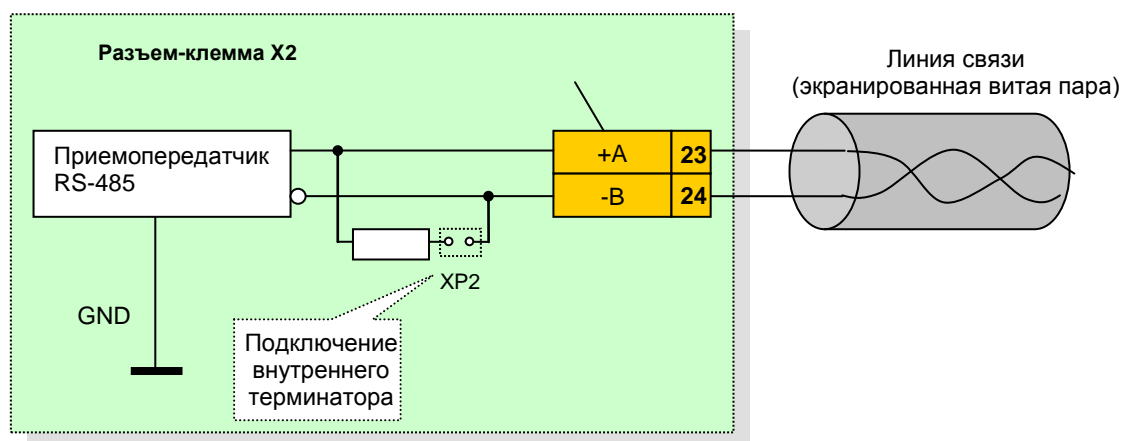 Разъем-клемма X2
Линия связи
(экранированная витая пара)
Приемопередатчик
RS-485
+A 23
-B 24
XP2
GND
Подключение
внутреннего
терминатора